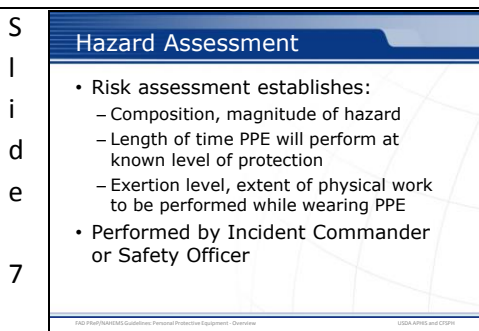 Slide 7
Hazard Assessment
• Risk assessment establishes:
– Composition, magnitude of hazard
– Length of time PPE will perform at
known level of protection
– Exertion level, extent of physical work
to be performed while wearing PPE
• Performed by Incident Commander
or Safety Officer
FAD PReP/NAHEMS Guidelines: Personal Protective Equipment - Overview
USDA APHIS and CFSPH